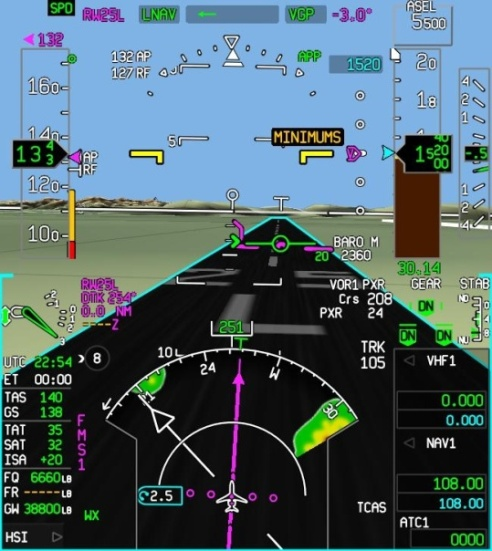 SPD RW25L LNAV ← VGP -3.0° ASEL 5500
132
132 AP APP 1520
127 RF
160 20
18
140 5 MINIMUMS
AP
RF
120
100
BARO M
20 2360
30.14
RW25L VOR1 PXR GEAR STAB
DTK 254° Crs 208 DN
0.0 NM PXR 24 DN DN
----Z
251
UTC 22:54 8
ET 00:00 10 24 W TRK
105 VHF1
TAS 140
GS 138
TAT 35 0.000
SAT 32 0.000
ISA +20
FMS1 NAV1
FQ 6660LB
FR -----LB 2.5 108.00
GW 38800LB 108.00
WX TCAS
HSI ATC1
0000